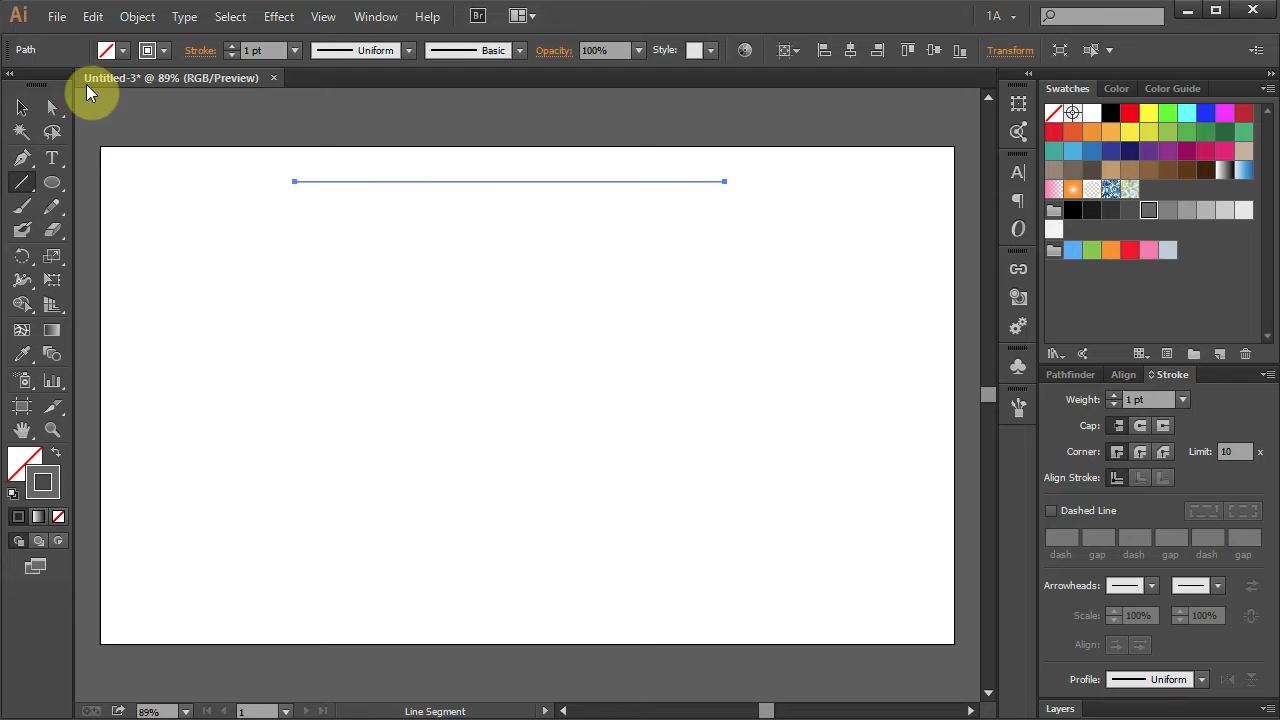 Ai File Edit Object Type Select Effect View Window Help Br 1A
Path Stroke: 1 pt Uniform Basic Opacity: 100% Style: Transform
Untitled-3* @ 89% (RGB/Preview)
Swatches Color Color Guide
Pathfinder Align Stroke
Weight: 1 pt
Cap:
Corner: Limit: 10 x
Align Stroke:
Dashed Line
dash gap dash gap dash gap
Arrowheads:
Scale: 100% 100%
Align:
Profile: Uniform
Layers
89% 1 Line Segment